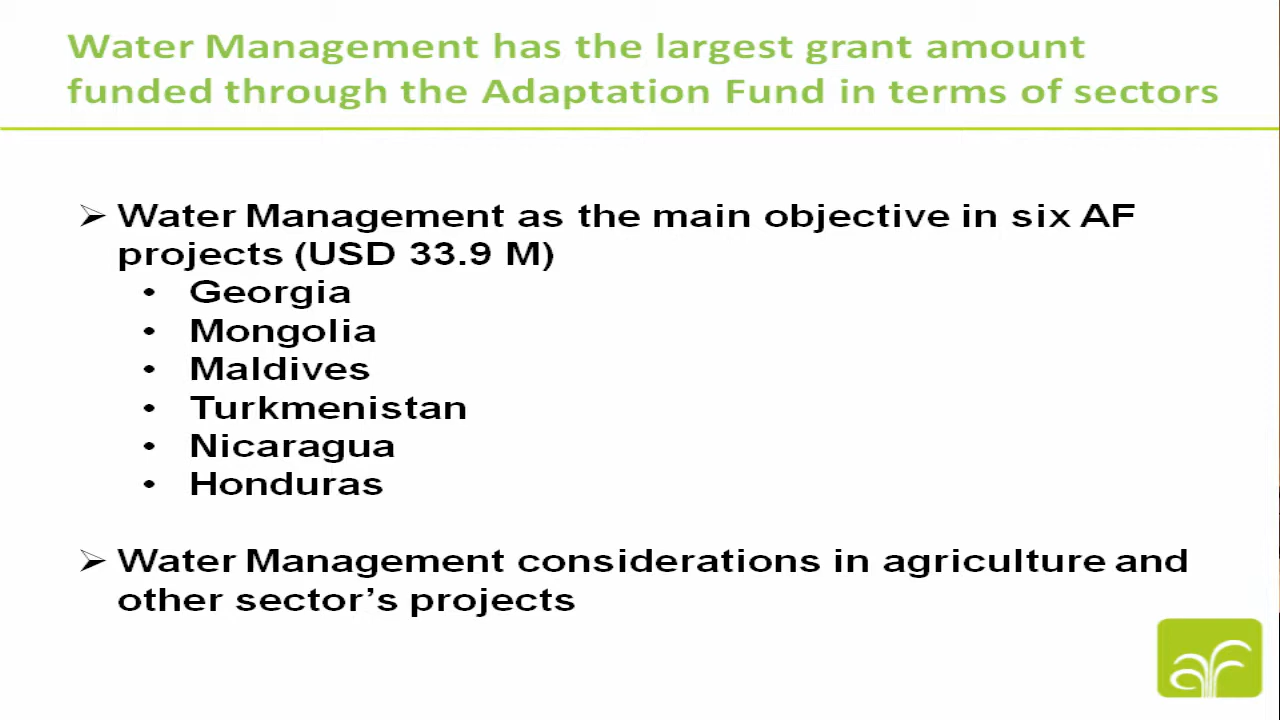 Water Management has the largest grant amount
funded through the Adaptation Fund in terms of sectors
➢ Water Management as the main objective in six AF
projects (USD 33.9 M)
• Georgia
• Mongolia
• Maldives
• Turkmenistan
• Nicaragua
• Honduras
➢ Water Management considerations in agriculture and
other sector’s projects
af